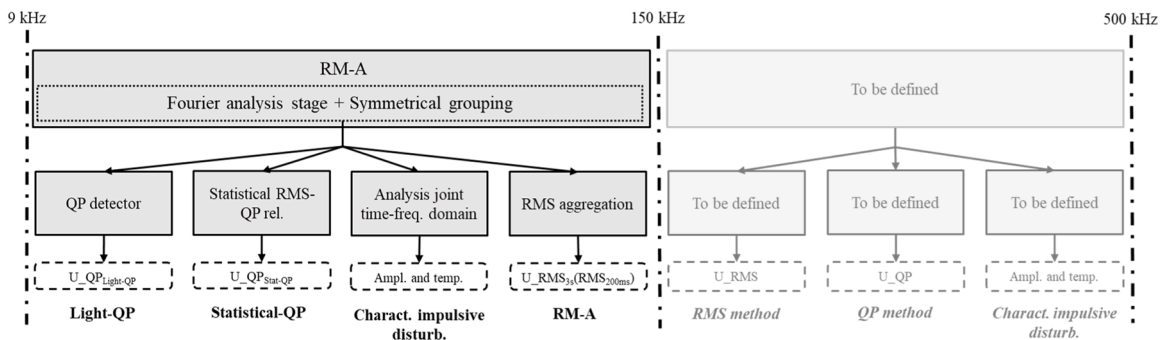 9 kHz
150 kHz
500 kHz
RM-A
Fourier analysis stage + Symmetrical grouping
To be defined
QP detector
Statistical RMS-
QP rel.
Analysis joint
time-freq. domain
RMS aggregation
To be defined
To be defined
To be defined
U_QPLight-QP
U_QPStat-QP
Ampl. and temp.
U_RMS3s(RMS200ms)
U_RMS
U_QP
Ampl. and temp.
Light-QP
Statistical-QP
Charact. impulsive
disturb.
RM-A
RMS method
QP method
Charact. impulsive
disturb.